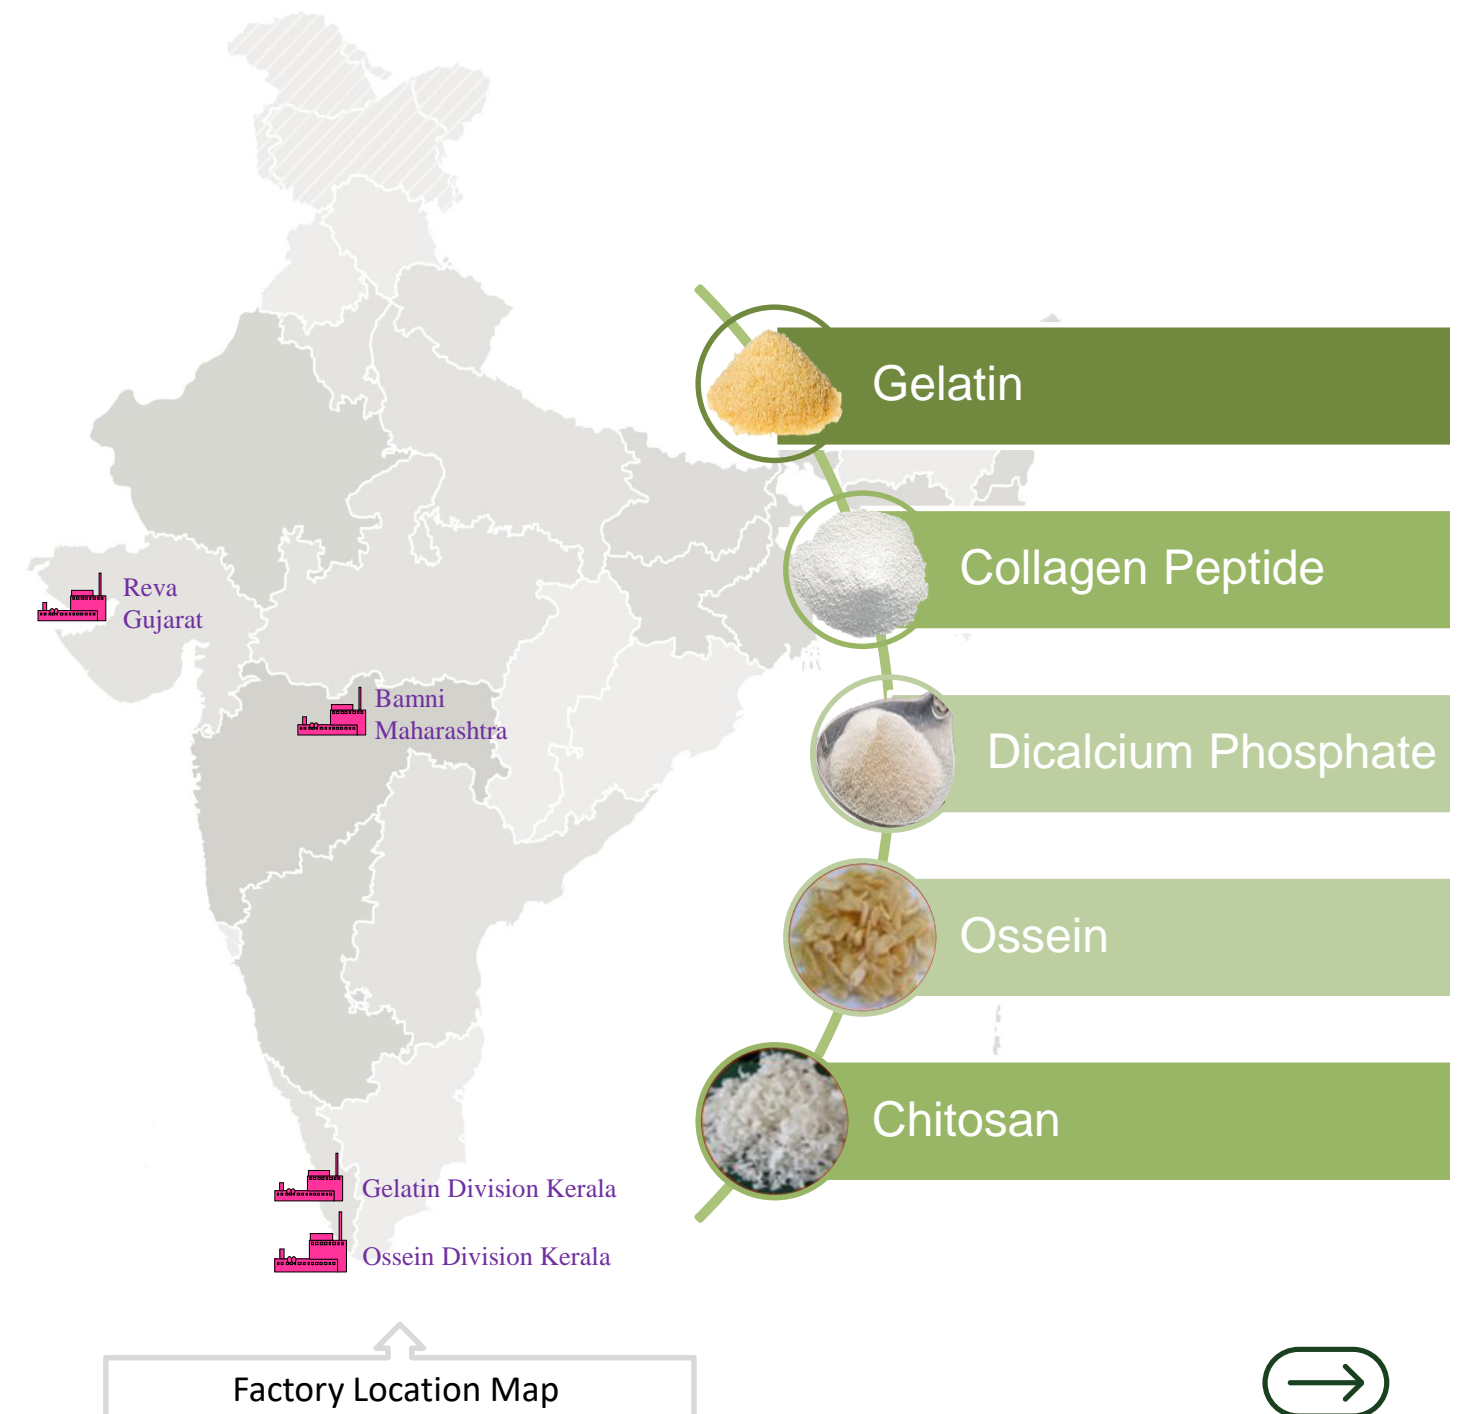 Gelatin
Collagen Peptide
Reva
Gujarat
Bamni
Maharashtra
Dicalcium Phosphate
Ossein
Chitosan
Gelatin Division Kerala
Ossein Division Kerala
Factory Location Map